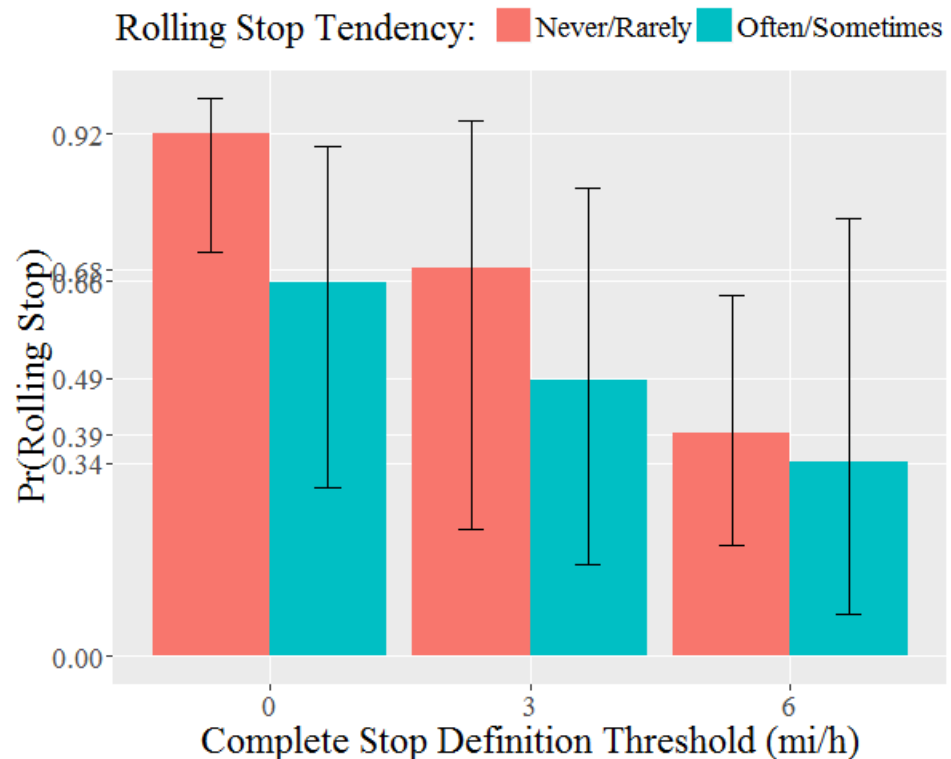 Rolling Stop Tendency: Never/Rarely Often/Sometimes
Pr(Rolling Stop)
0.92
0.68
0.66
0.49
0.39
0.34
0.00
0 3 6
Complete Stop Definition Threshold (mi/h)